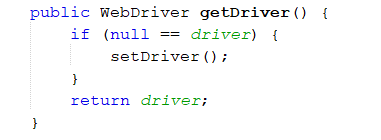 public WebDriver getDriver() {
    if (null == driver) {
        setDriver();
    }
    return driver;
}